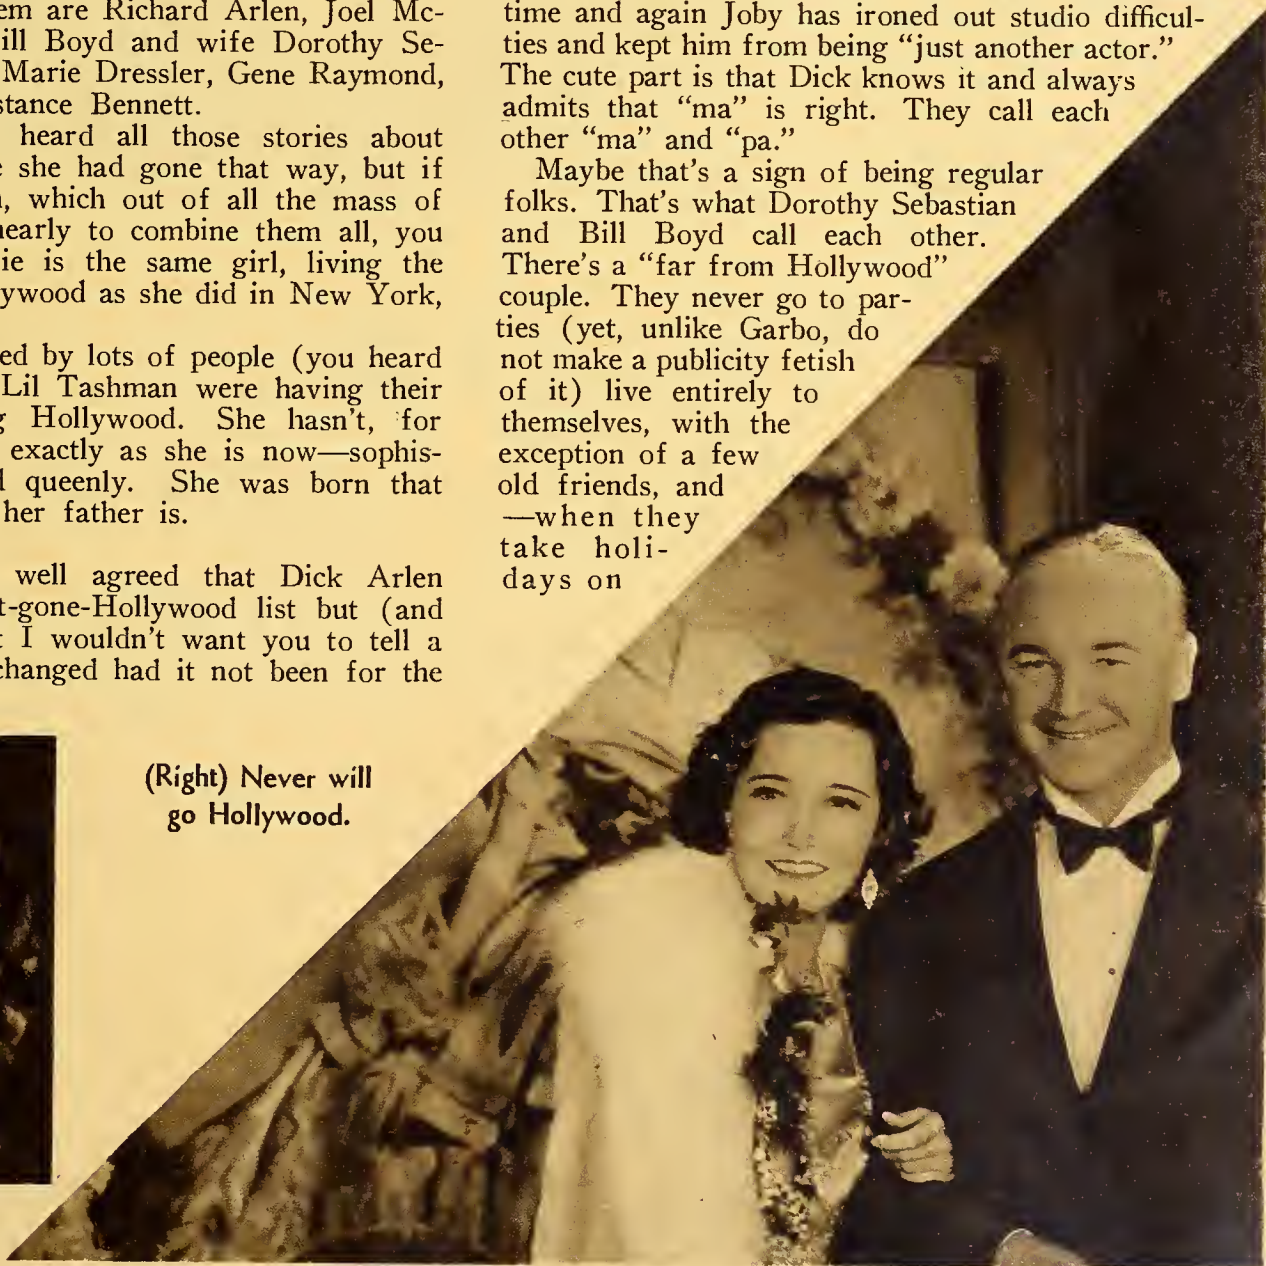 em are Richard Arlen, Joel Mc-
ill Boyd and wife Dorothy Se-
Marie Dressler, Gene Raymond,
stance Bennett.
heard all those stories about
she had gone that way, but if
, which out of all the mass of
nearly to combine them all, you
ie is the same girl, living the
ywood as she did in New York,
ed by lots of people (you heard
Lil Tashman were having their
g Hollywood. She hasn't, for
exactly as she is now—sophis-
queenly. She was born that
her father is.
well agreed that Dick Arlen
t-gone-Hollywood list but (and
I wouldn't want you to tell a
changed had it not been for the
time and again Joby has ironed out studio difficul-
ties and kept him from being "just another actor."
The cute part is that Dick knows it and always
admits that "ma" is right. They call each
other "ma" and "pa."
Maybe that's a sign of being regular
folks. That's what Dorothy Sebastian
and Bill Boyd call each other.
There's a "far from Hollywood"
couple. They never go to par-
ties (yet, unlike Garbo, do
not make a publicity fetish
of it) live entirely to
themselves, with the
exception of a few
old friends, and
—when they
take holi-
days on
(Right) Never will
go Hollywood.